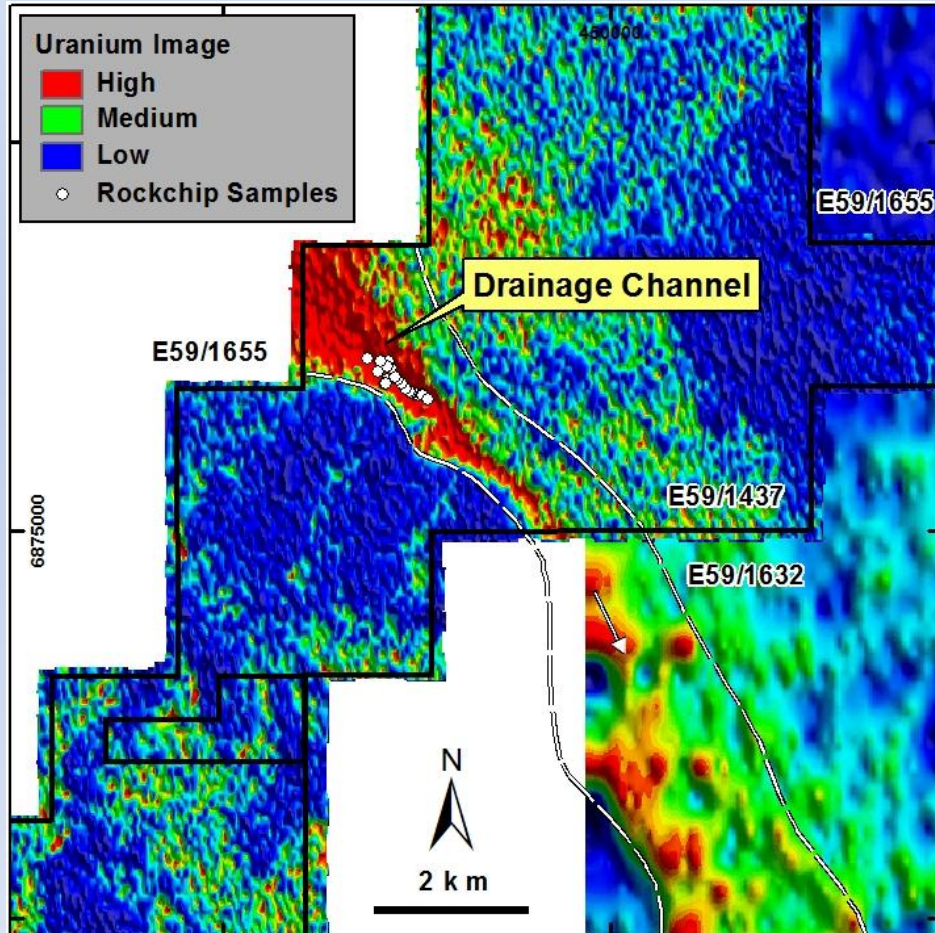 Uranium Image
High
Medium
Low
Rockchip Samples
450000
E59/1655
Drainage Channel
E59/1655
E59/1437
6875000
E59/1632
N
2 km